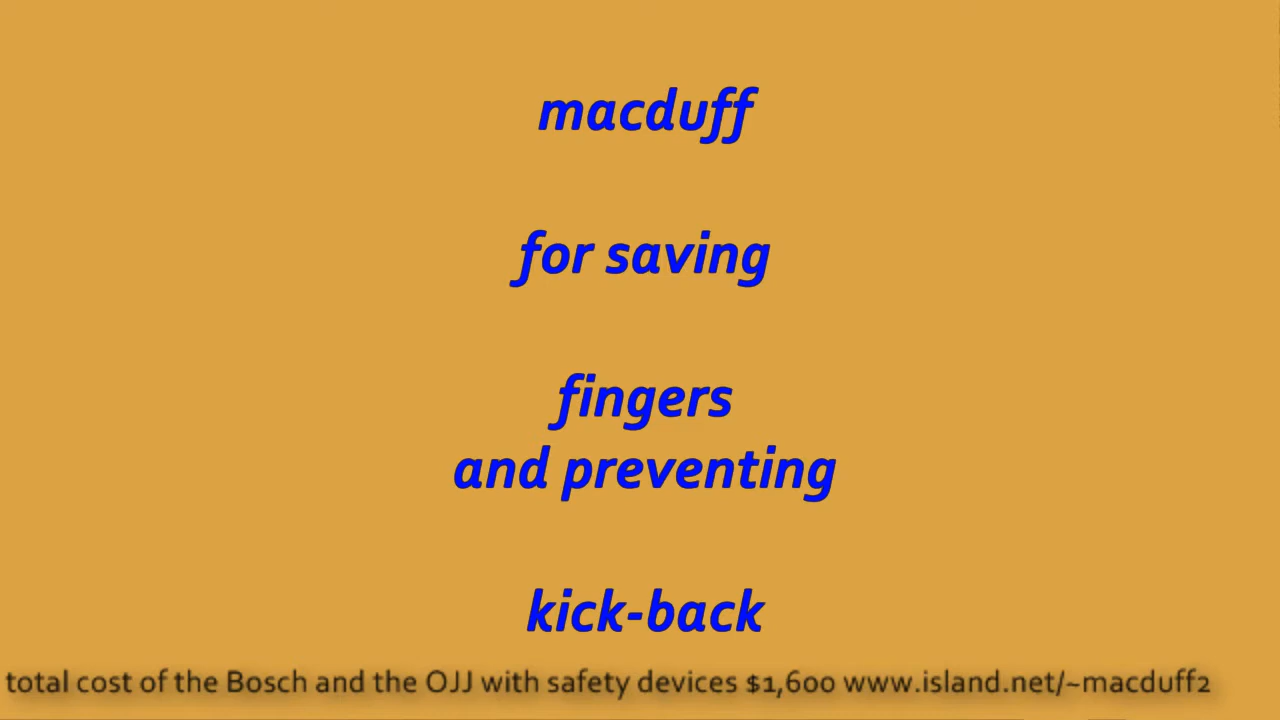 macduff
for saving
fingers
and preventing
kick-back
total cost of the Bosch and the OJJ with safety devices $1,600 www.island.net/~macduff2